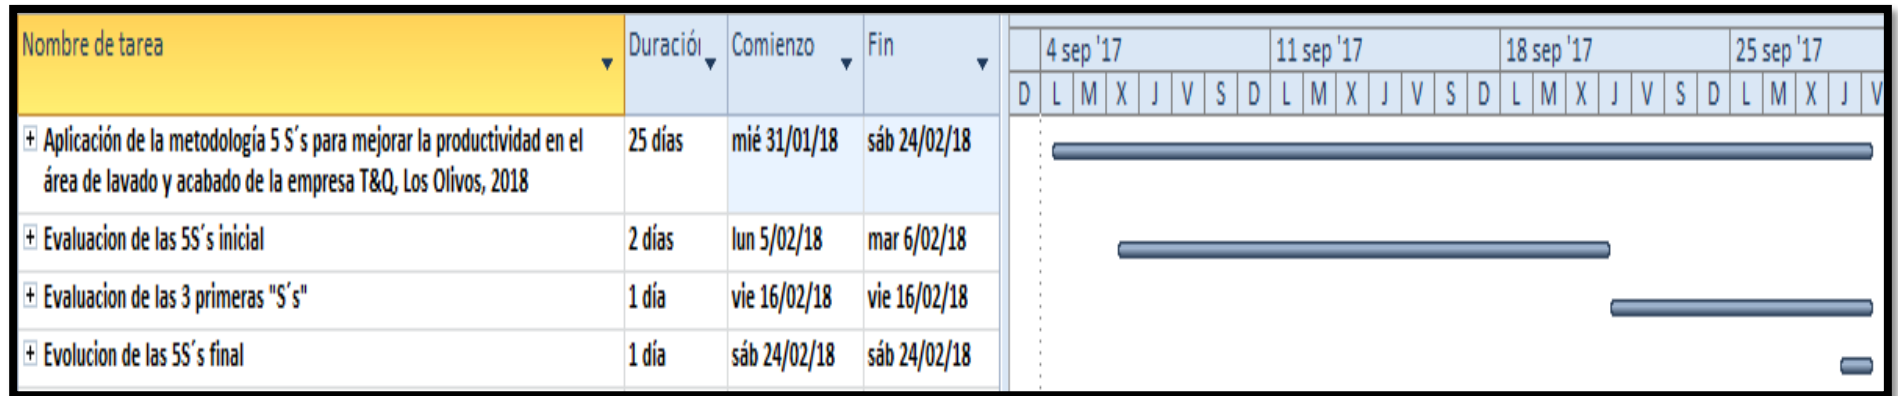 Nombre de tarea Duración Comienzo Fin
4 sep '17 11 sep '17 18 sep '17 25 sep '17
D L M X J V S D L M X J V S D L M X J V S D L M X J V
+ Aplicación de la metodología 5 S´s para mejorar la productividad en el 25 días mié 31/01/18 sáb 24/02/18
área de lavado y acabado de la empresa T&Q, Los Olivos, 2018
+ Evaluacion de las 5S´s inicial 2 días lun 5/02/18 mar 6/02/18
+ Evaluacion de las 3 primeras "S´s" 1 día vie 16/02/18 vie 16/02/18
+ Evolucion de las 5S´s final 1 día sáb 24/02/18 sáb 24/02/18